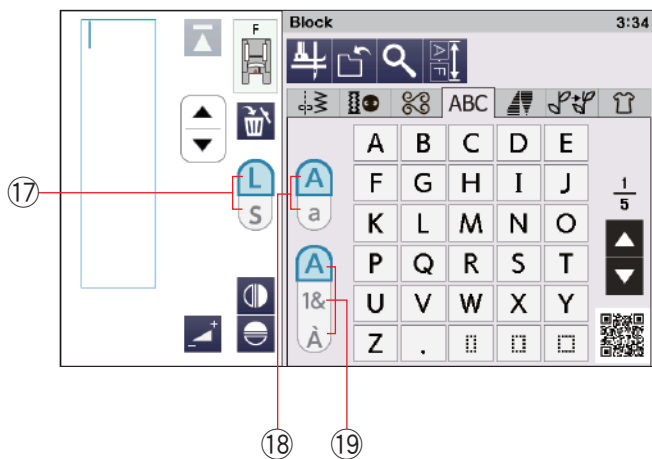 F
Block 3:34
A F
ABC
L
S
A
a
A
1&
À
A B C D E
F G H I J
K L M N O
P Q R S T
U V W X Y
Z .
1
5
⑰
⑱ ⑲